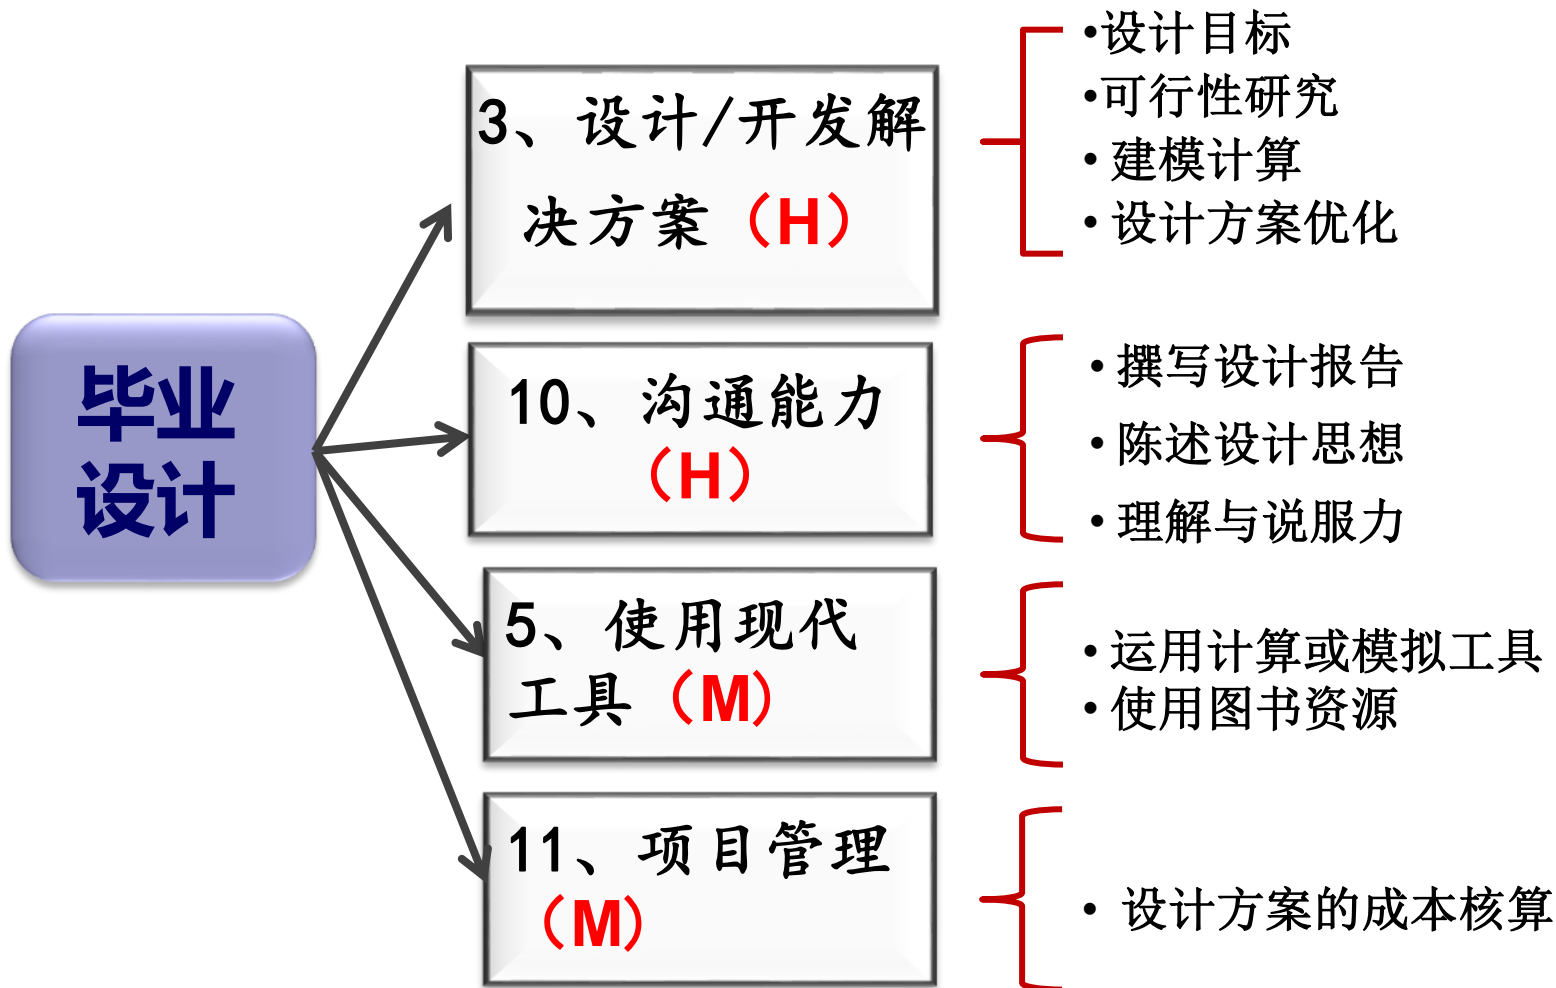 毕业
设计
3、设计/开发解
决方案（H）
•设计目标
•可行性研究
• 建模计算
• 设计方案优化
10、沟通能力
（H）
• 撰写设计报告
• 陈述设计思想
• 理解与说服力
5、使用现代
工具（M）
• 运用计算或模拟工具
• 使用图书资源
11、项目管理
（M）
• 设计方案的成本核算